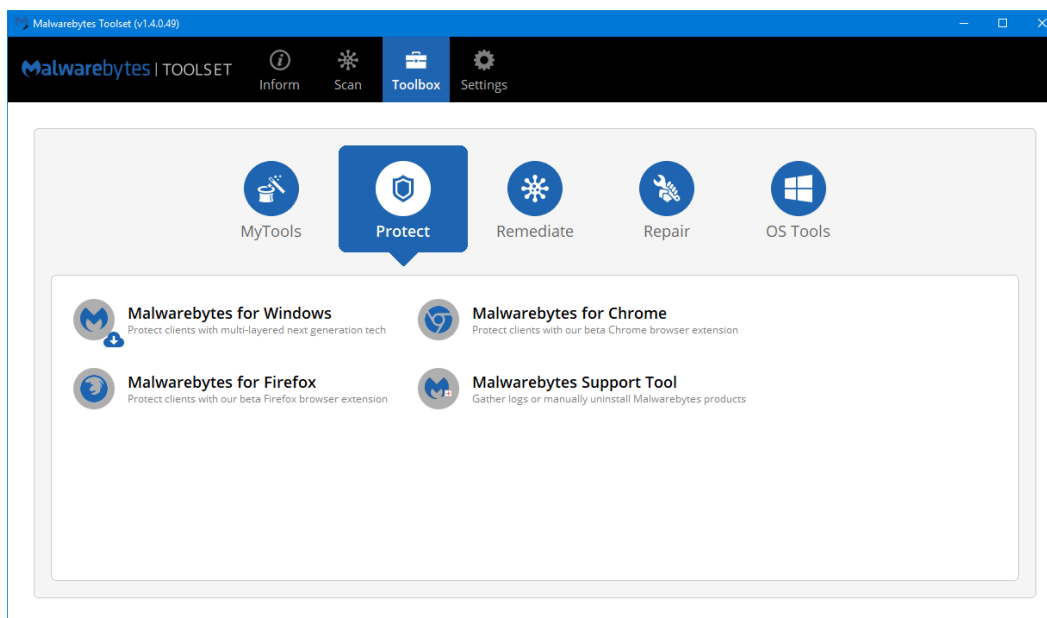 Malwarebytes Toolset (v1.4.0.49)
Malwarebytes | TOOLSET
Inform
Scan
Toolbox
Settings
MyTools
Protect
Remediate
Repair
OS Tools
Malwarebytes for Windows
Protect clients with multi-layered next generation tech
Malwarebytes for Chrome
Protect clients with our beta Chrome browser extension
Malwarebytes for Firefox
Protect clients with our beta Firefox browser extension
Malwarebytes Support Tool
Gather logs or manually uninstall Malwarebytes products